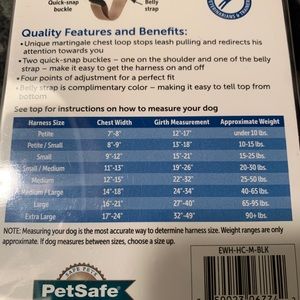 Quick-snap
buckle
Belly
strap
Quality Features and Benefits:
• Unique martingale chest loop stops leash pulling and redirects his
attention towards you
• Two quick-snap buckles – one on the shoulder and one of the belly
strap – make it easy to get the harness on and off
• Four points of adjustment for a perfect fit
• Belly strap is complimentary color – making it easy to tell top from
bottom
See top for instructions on how to measure your dog
Harness Size Chest Width Girth Measurement Approximate Weight
Petite 7"-8" 12"-17" under 10 lbs.
Petite / Small 8"-9" 13"-18" 10-15 lbs.
Small 9"-12" 15"-21" 15-25 lbs.
Small / Medium 11"-13" 19"-26" 20-30 lbs.
Medium 12"-15" 22"-32" 25-50 lbs.
Medium / Large 14"-18" 24"-34" 40-65 lbs.
Large 16"-21" 27"-40" 65-95 lbs.
Extra Large 17"-24" 32"-49" 90+ lbs.
NOTE: Measuring your dog is the most accurate way to determine harness size. Weight ranges are only
approximate. If dog measures between sizes, choose a size up.
EWH-HC-M-BLK
PetSafe